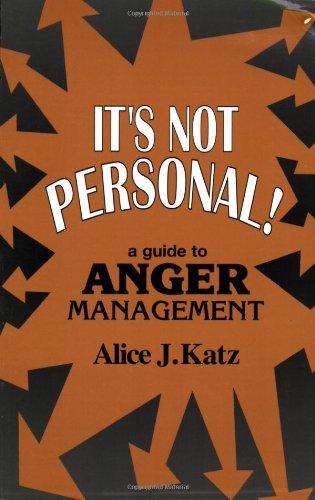 IT'S NOT
PERSONAL!
a guide to
ANGER
MANAGEMENT
Alice J. Katz